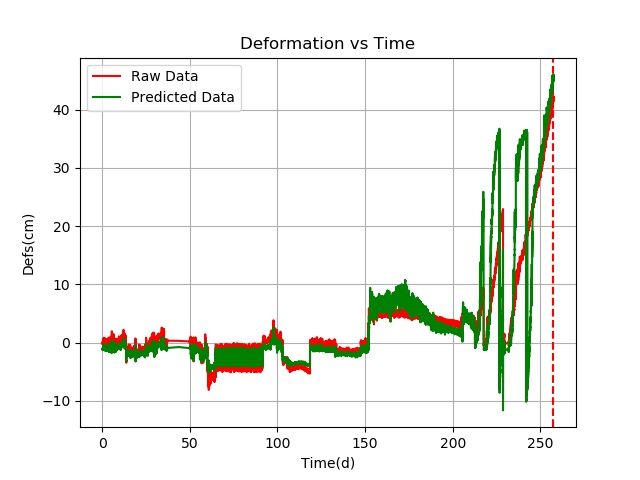 Deformation vs Time
Raw Data
Predicted Data
Defs(cm)
40
30
20
10
0
−10
0 50 100 150 200 250
Time(d)